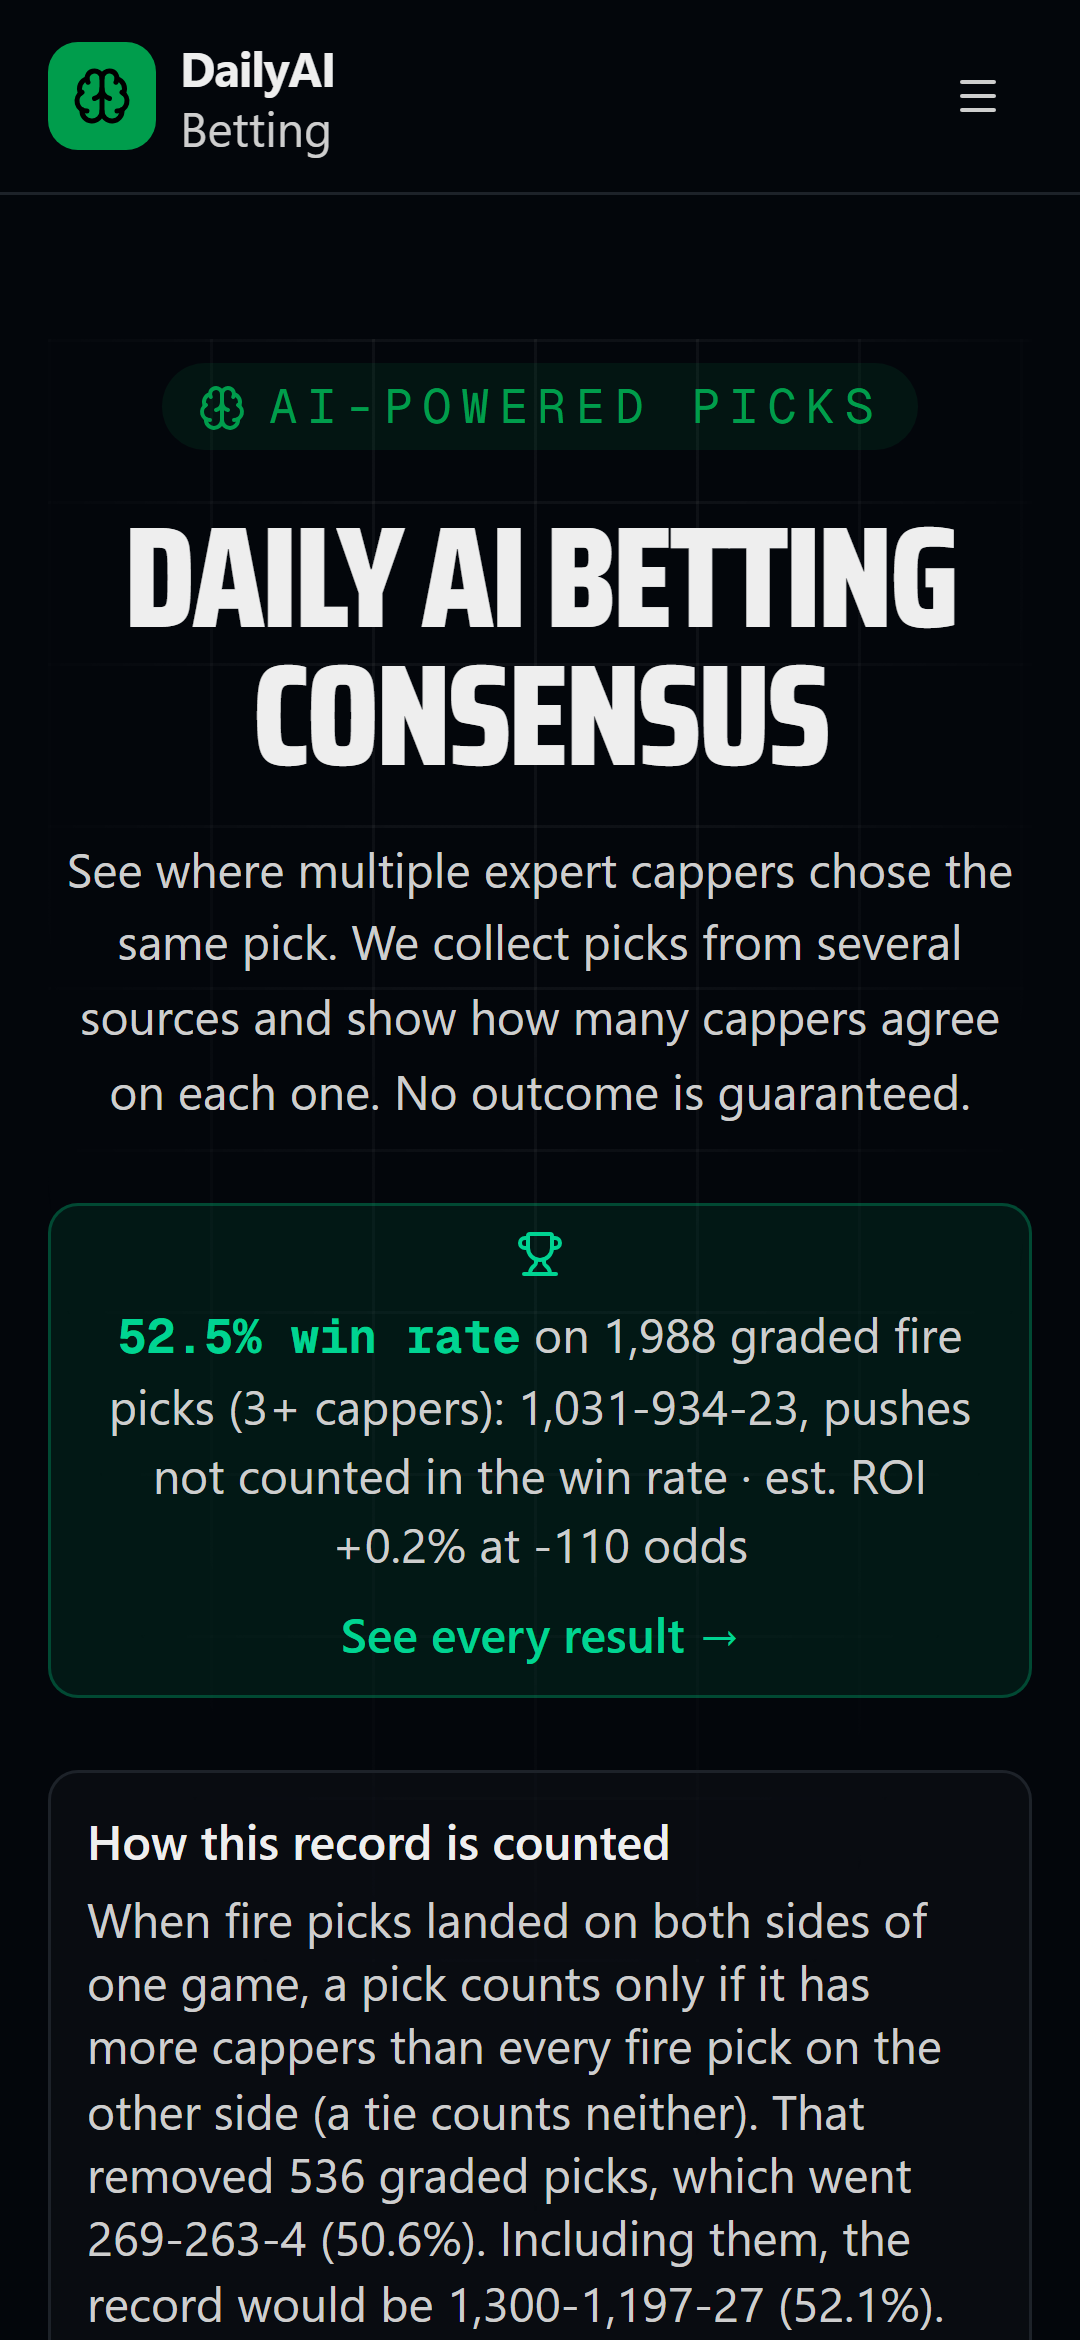 DailyAI
Betting
AI-POWERED PICKS
DAILY AI BETTING
CONSENSUS
See where multiple expert cappers chose the
same pick. We collect picks from several
sources and show how many cappers agree
on each one. No outcome is guaranteed.
52.5% win rate on 1,988 graded fire
picks (3+ cappers): 1,031-934-23, pushes
not counted in the win rate · est. ROI
+0.2% at -110 odds
See every result →
How this record is counted
When fire picks landed on both sides of
one game, a pick counts only if it has
more cappers than every fire pick on the
other side (a tie counts neither). That
removed 536 graded picks, which went
269-263-4 (50.6%). Including them, the
record would be 1,300-1,197-27 (52.1%).